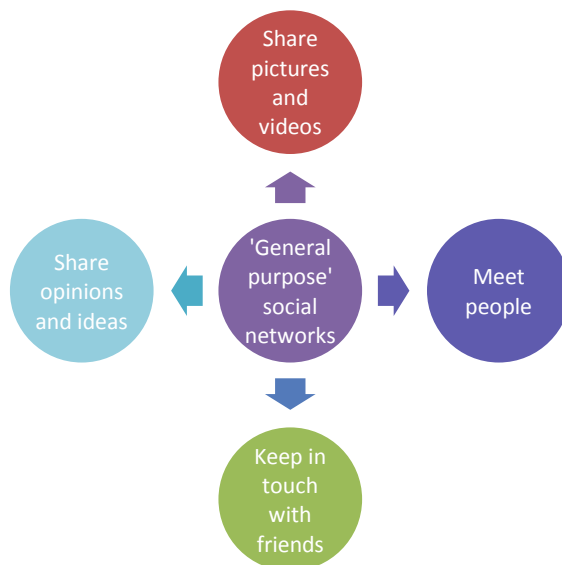 Share
pictures
and
videos
Share
opinions
and ideas
'General
purpose'
social
networks
Meet
people
Keep in
touch
with
friends